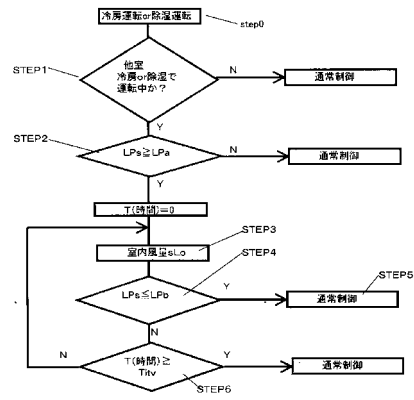 冷房運転or除湿運転
step0
STEP1
他室
冷房or除湿で
運転中か?
N
通常制御
Y
STEP2
LPs≧LPa
N
通常制御
Y
T(時間)=0
STEP3
室内風量sLo
STEP4
LPs≦LPb
Y
STEP5
通常制御
N
N
T(時間)≧
Titv
Y
通常制御
STEP6